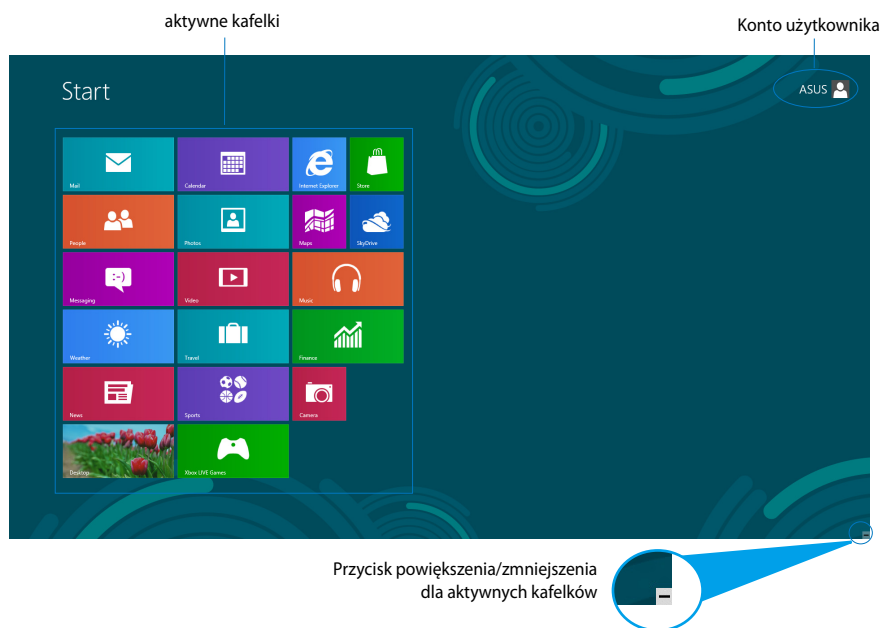 aktywne kafelki
Konto użytkownika
Start
ASUS
Mail
Calendar
Internet Explorer
Store
People
Photos
Maps
SkyDrive
Messaging
Video
Music
Weather
Travel
Finance
News
Sports
Camera
Desktop
Xbox LIVE Games
Przycisk powiększenia/zmniejszenia
dla aktywnych kafelków